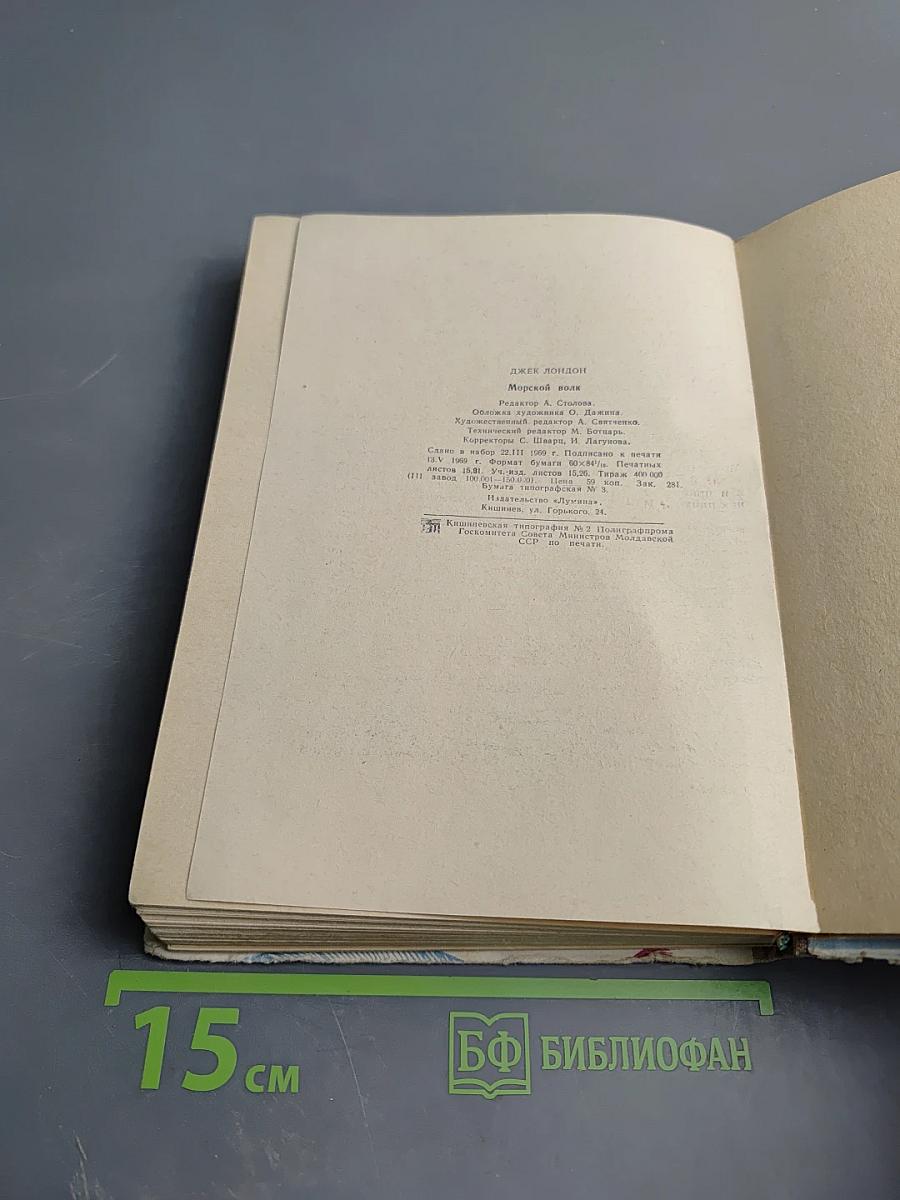 ДЖЕК ЛОНДОН
Морской волк
Редактор А. Столова.
Обложка художника О. Дажина.
Художественный редактор А. Свитченко.
Технический редактор М. Ботнарь.
Корректоры С. Шварц, И. Лагунова.
Сдано в набор 22.III 1969 г. Подписано к печати
13.V 1969 г. Формат бумаги 60×84¹/₁₆. Печатных
листов 15,81. Уч.-изд. листов 15,26. Тираж 400 000
(III завод 100.001—150.000). Цена 59 коп. Зак. 281.
Бумага типографская № 3.
Издательство «Лумина»,
Кишинев, ул. Горького, 24.
Кишиневская типография № 2 Полиграфпрома
Госкомитета Совета Министров Молдавской
ССР по печати.
15 см
БФ БИБЛИОФАН